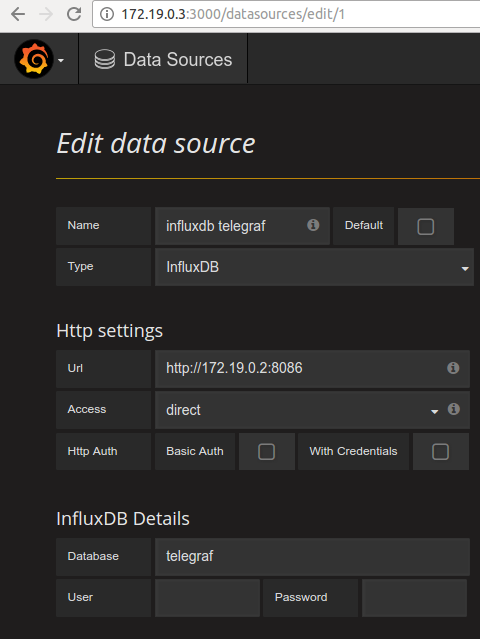 172.19.0.3:3000/datasources/edit/1
Data Sources
Edit data source
Name influxdb telegraf Default
Type InfluxDB
Http settings
Url http://172.19.0.2:8086
Access direct
Http Auth Basic Auth With Credentials
InfluxDB Details
Database telegraf
User Password